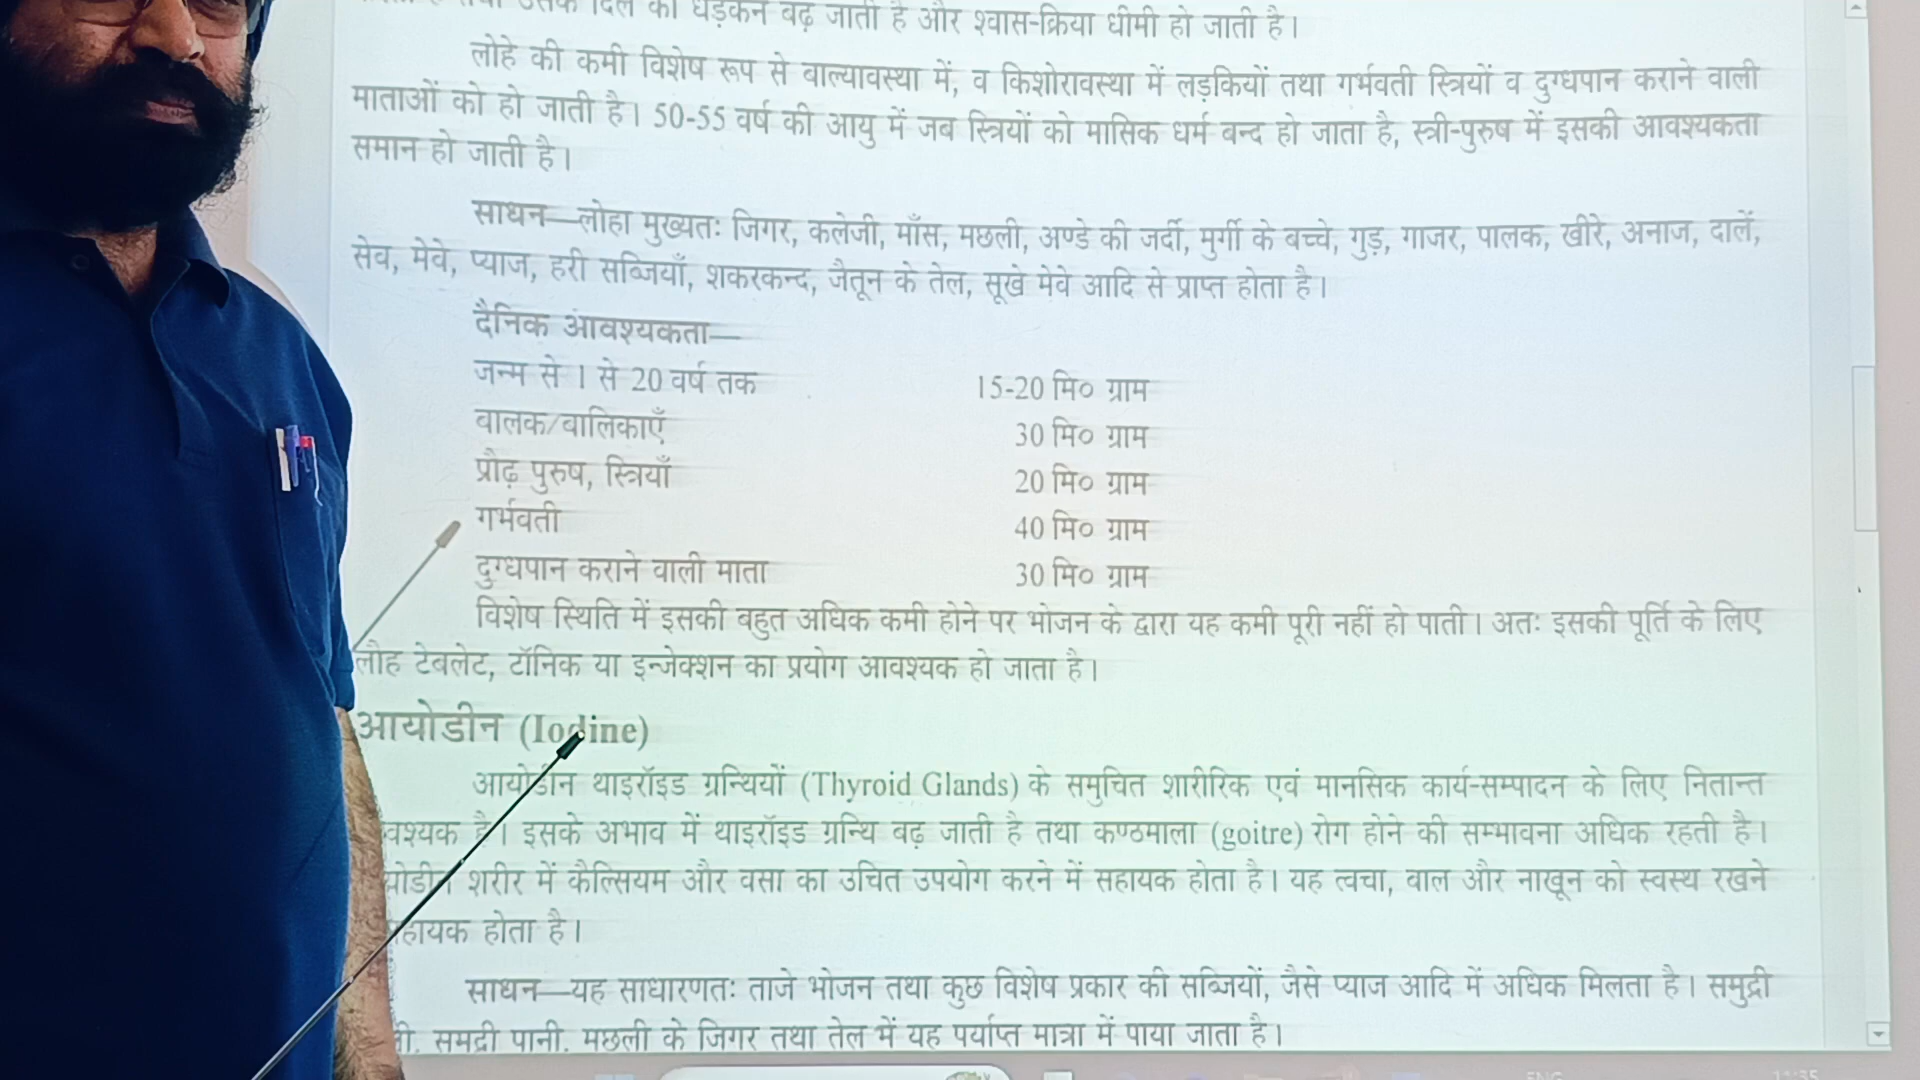 दिल की धड़कन बढ़ जाती है और श्वास-क्रिया धीमी हो जाती है।
लोहे की कमी विशेष रूप से बाल्यावस्था में, व किशोरावस्था में लड़कियों तथा गर्भवती स्त्रियों व दुग्धपान कराने वाली
माताओं को हो जाती है। 50-55 वर्ष की आयु में जब स्त्रियों को मासिक धर्म बन्द हो जाता है, स्त्री-पुरुष में इसकी आवश्यकता
समान हो जाती है।
साधन—लोहा मुख्यतः जिगर, कलेजी, माँस, मछली, अण्डे की जर्दी, मुर्गी के बच्चे, गुड़, गाजर, पालक, खीरे, अनाज, दालें,
सेव, मेवे, प्याज, हरी सब्जियाँ, शकरकन्द, जैतून के तेल, सूखे मेवे आदि से प्राप्त होता है।
दैनिक आवश्यकता—
जन्म से 1 से 20 वर्ष तक 15-20 मि० ग्राम
बालक/बालिकाएँ 30 मि० ग्राम
प्रौढ़ पुरुष, स्त्रियाँ 20 मि० ग्राम
गर्भवती 40 मि० ग्राम
दुग्धपान कराने वाली माता 30 मि० ग्राम
विशेष स्थिति में इसकी बहुत अधिक कमी होने पर भोजन के द्वारा यह कमी पूरी नहीं हो पाती। अतः इसकी पूर्ति के लिए
लौह टेबलेट, टॉनिक या इन्जेक्शन का प्रयोग आवश्यक हो जाता है।
आयोडीन (Iodine)
आयोडीन थाइरॉइड ग्रन्थियों (Thyroid Glands) के समुचित शारीरिक एवं मानसिक कार्य-सम्पादन के लिए नितान्त
वश्यक है। इसके अभाव में थाइरॉइड ग्रन्थि बढ़ जाती है तथा कण्ठमाला (goitre) रोग होने की सम्भावना अधिक रहती है।
योडीन शरीर में कैल्सियम और वसा का उचित उपयोग करने में सहायक होता है। यह त्वचा, बाल और नाखून को स्वस्थ रखने
हायक होता है।
साधन—यह साधारणतः ताजे भोजन तथा कुछ विशेष प्रकार की सब्जियों, जैसे प्याज आदि में अधिक मिलता है। समुद्री
समुद्री पानी, मछली के जिगर तथा तेल में यह पर्याप्त मात्रा में पाया जाता है।
ENG 11:35